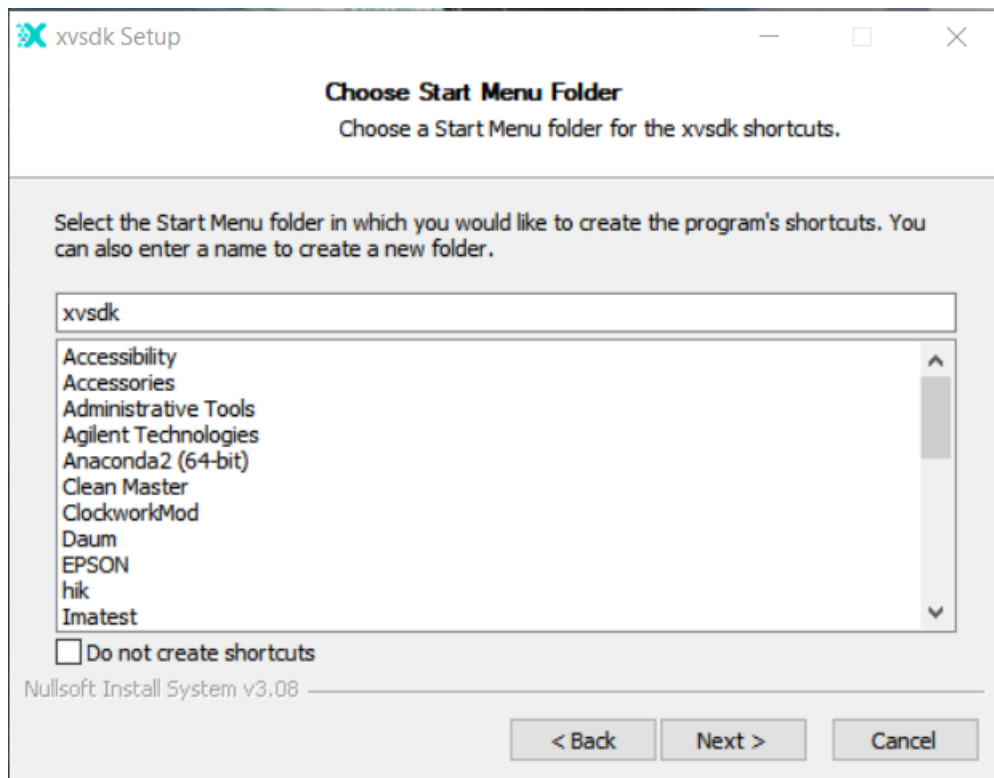 xvsdk Setup
Choose Start Menu Folder
Choose a Start Menu folder for the xvsdk shortcuts.
Select the Start Menu folder in which you would like to create the program's shortcuts. You
can also enter a name to create a new folder.
xvsdk
Accessibility
Accessories
Administrative Tools
Agilent Technologies
Anaconda2 (64-bit)
Clean Master
ClockworkMod
Daum
EPSON
hik
Imatest
Do not create shortcuts
Nullsoft Install System v3.08
< Back Next > Cancel